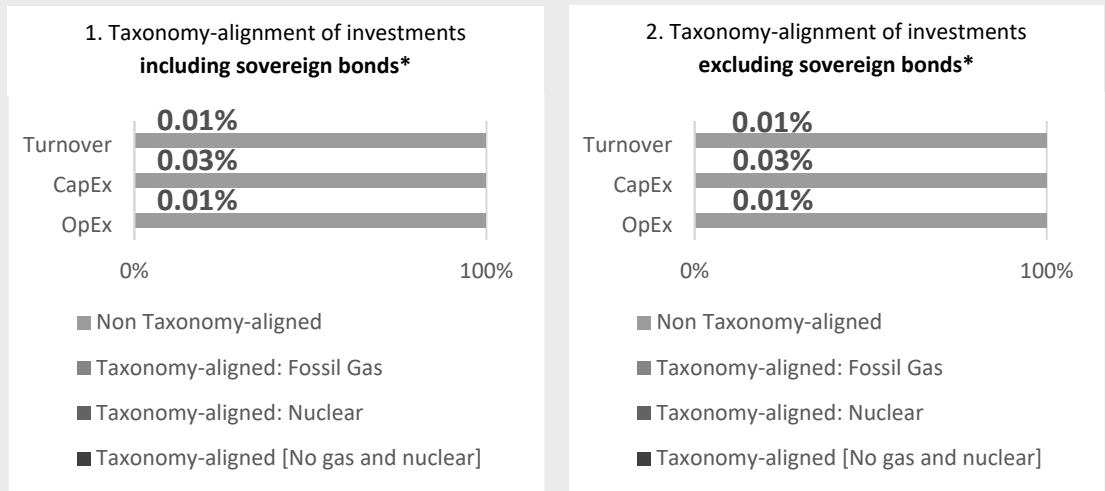 1. Taxonomy-alignment of investments
including sovereign bonds*
0.01%
Turnover
0.03%
CapEx
0.01%
OpEx
0%
100%
Non Taxonomy-aligned
Taxonomy-aligned: Fossil Gas
Taxonomy-aligned: Nuclear
Taxonomy-aligned [No gas and nuclear]
2. Taxonomy-alignment of investments
excluding sovereign bonds*
0.01%
Turnover
0.03%
CapEx
0.01%
OpEx
0%
100%
Non Taxonomy-aligned
Taxonomy-aligned: Fossil Gas
Taxonomy-aligned: Nuclear
Taxonomy-aligned [No gas and nuclear]